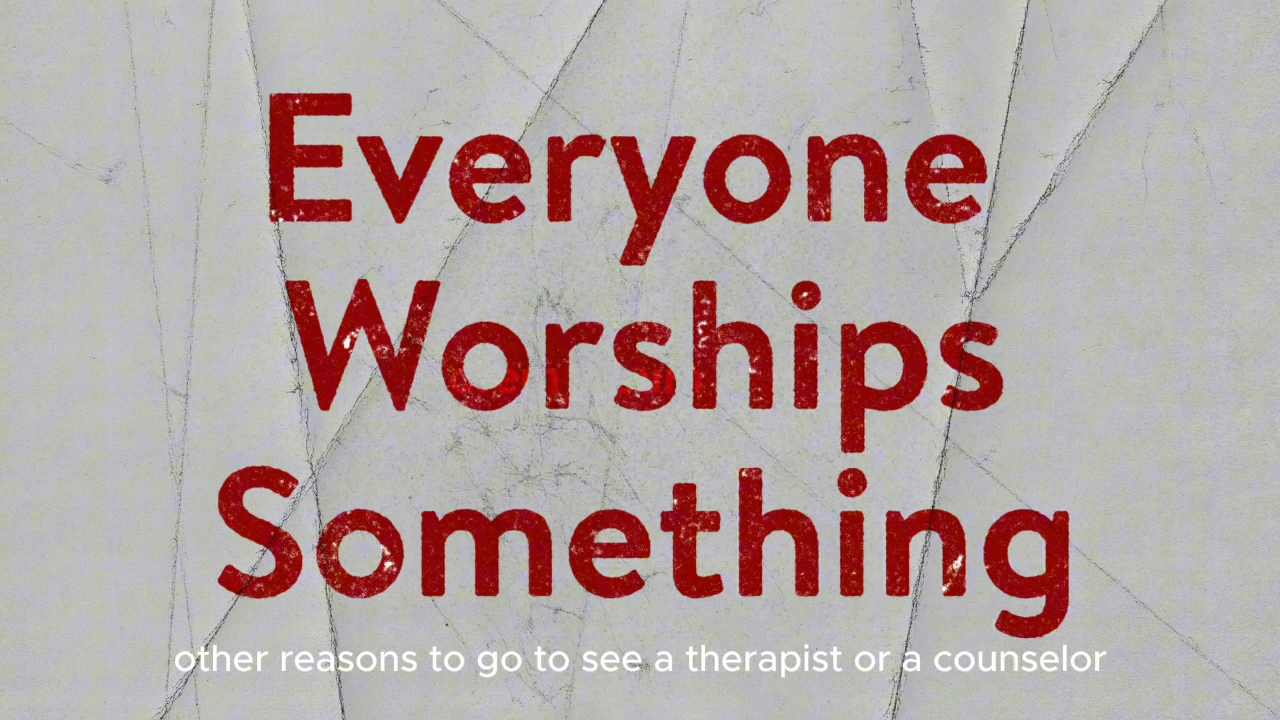 Everyone
Worships
Something
other reasons to go to see a therapist or a counselor